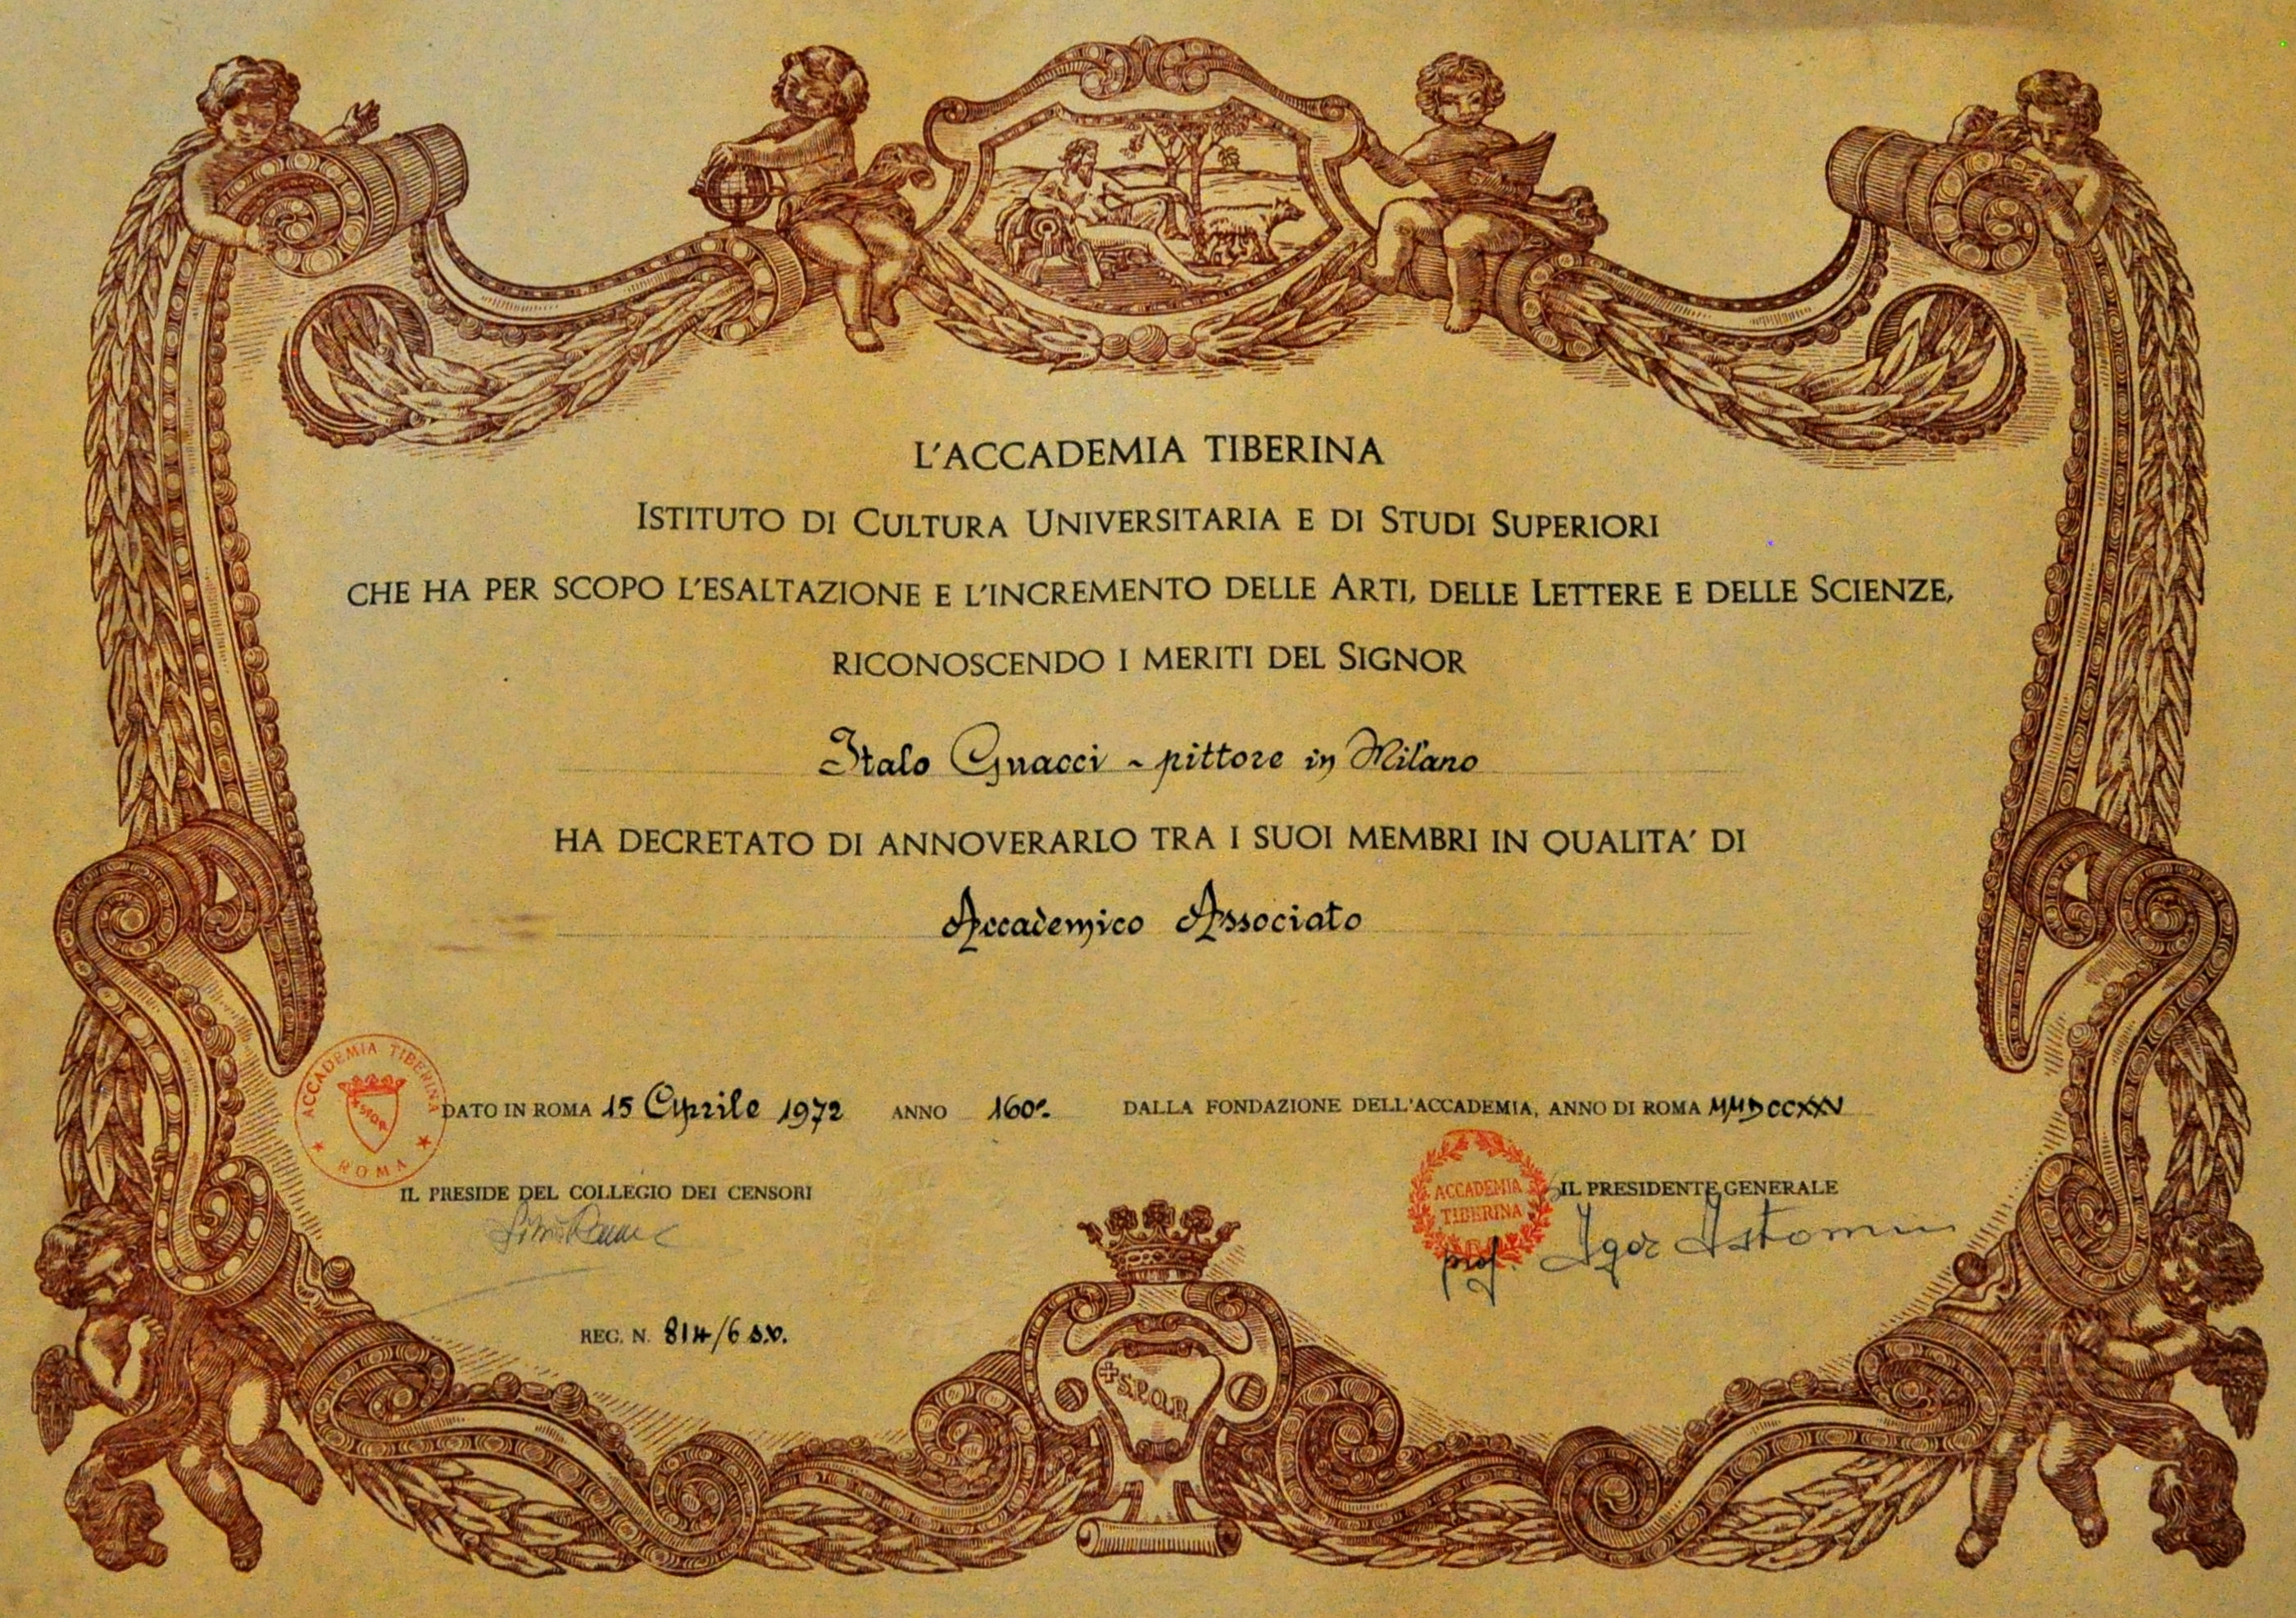 L'ACCADEMIA TIBERINA
ISTITUTO DI CULTURA UNIVERSITARIA E DI STUDI SUPERIORI
CHE HA PER SCOPO L'ESALTAZIONE E L'INCREMENTO DELLE ARTI, DELLE LETTERE E DELLE SCIENZE,
RICONOSCENDO I MERITI DEL SIGNOR
Italo Gnacci - pittore in Milano
HA DECRETATO DI ANNOVERARLO TRA I SUOI MEMBRI IN QUALITA' DI
Accademico Associato
ACCADEMIA TIBERINA
S.P.Q.R.
ROMA
DATO IN ROMA 15 Aprile 1972 ANNO 160° DALLA FONDAZIONE DELL'ACCADEMIA, ANNO DI ROMA MMDCCXXV
IL PRESIDE DEL COLLEGIO DEI CENSORI
ACCADEMIA
TIBERINA
IL PRESIDENTE GENERALE
prof. Igor Istomin
REG. N. 814/6 s.v.
S.P.Q.R.